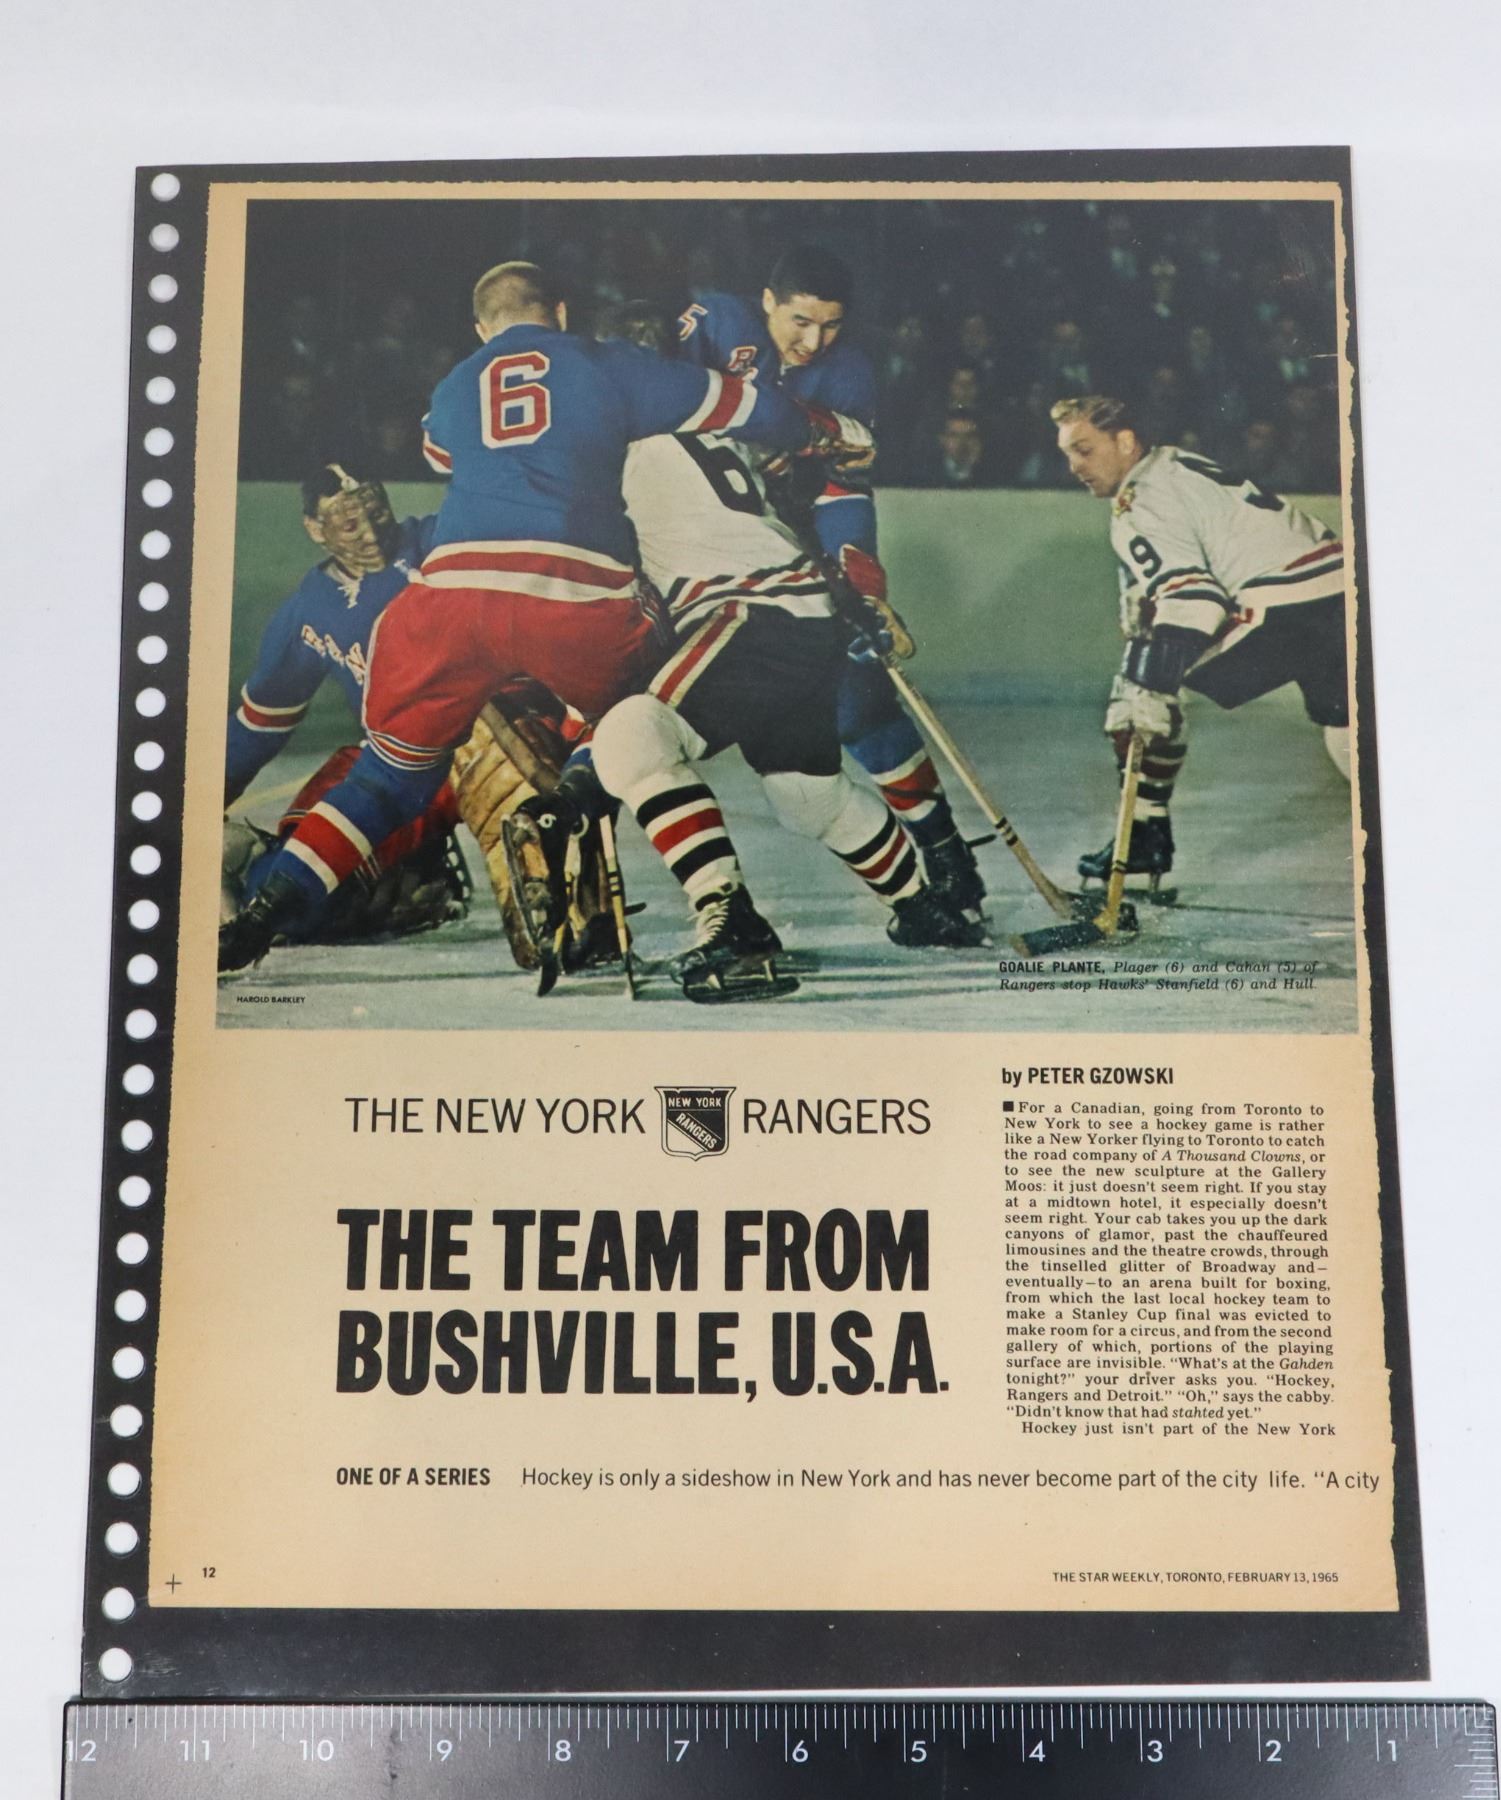 6
5
R
6
9
9
6
GOALIE PLANTE, Plager (6) and Cahan (5) of
Rangers stop Hawks' Stanfield (6) and Hull.
HAROLD BARKLEY
THE NEW YORK
NEW YORK
RANGERS
RANGERS
THE TEAM FROM
BUSHVILLE, U.S.A.
by PETER GZOWSKI
■ For a Canadian, going from Toronto to
New York to see a hockey game is rather
like a New Yorker flying to Toronto to catch
the road company of A Thousand Clowns, or
to see the new sculpture at the Gallery
Moos: it just doesn't seem right. If you stay
at a midtown hotel, it especially doesn't
seem right. Your cab takes you up the dark
canyons of glamor, past the chauffeured
limousines and the theatre crowds, through
the tinselled glitter of Broadway and—
eventually—to an arena built for boxing,
from which the last local hockey team to
make a Stanley Cup final was evicted to
make room for a circus, and from the second
gallery of which, portions of the playing
surface are invisible. "What's at the Gahden
tonight?" your driver asks you. "Hockey,
Rangers and Detroit." "Oh," says the cabby.
"Didn't know that had stahted yet."
Hockey just isn't part of the New York
ONE OF A SERIES Hockey is only a sideshow in New York and has never become part of the city life. "A city
12
THE STAR WEEKLY, TORONTO, FEBRUARY 13, 1965
12 11 10 9 8 7 6 5 4 3 2 1